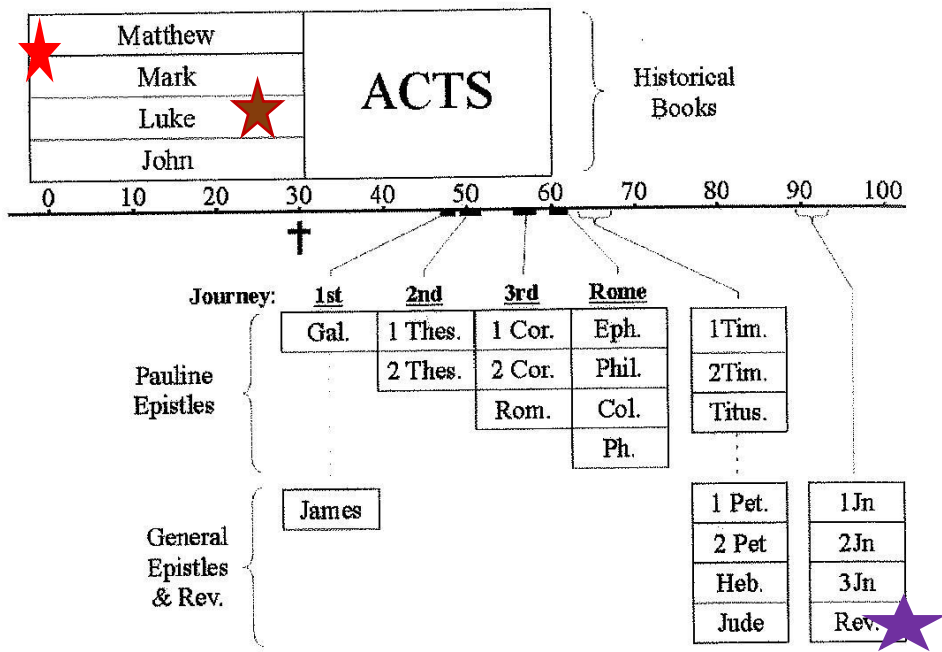 Matthew
Mark
Luke
John
ACTS
Historical
Books
0 10 20 30 40 50 60 70 80 90 100
Journey: 1st 2nd 3rd Rome
Pauline
Epistles
Gal. 1 Thes. 1 Cor. Eph. 1Tim.
2 Thes. 2 Cor. Phil. 2Tim.
Rom. Col. Titus.
Ph.
General
Epistles
& Rev.
James 1 Pet. 1Jn
2 Pet 2Jn
Heb. 3Jn
Jude Rev.